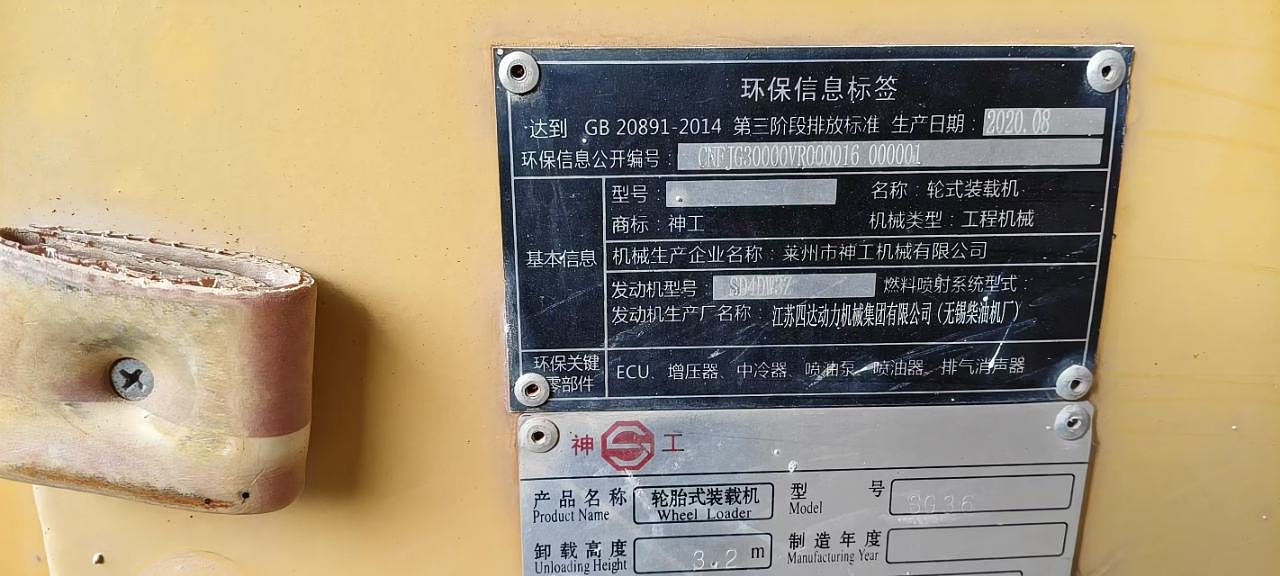 环保信息标签
达到 GB 20891-2014 第三阶段排放标准 生产日期：2020.08
环保信息公开编号：CNFJG30000VR000016 000001
基本信息
型号： 名称：轮式装载机
商标：神工 机械类型：工程机械
机械生产企业名称：莱州市神工机械有限公司
发动机型号 SD4DW3Z 燃料喷射系统型式：
发动机生产厂名称：江苏四达动力机械集团有限公司（无锡柴油机厂）
环保关键零部件
ECU、增压器、中冷器、喷油泵、喷油器、排气消声器
神 工
产品名称 轮胎式装载机 型号 SG36
Product Name Wheel Loader Model
卸载高度 3.2 m 制造年度
Unloading Height Manufacturing Year